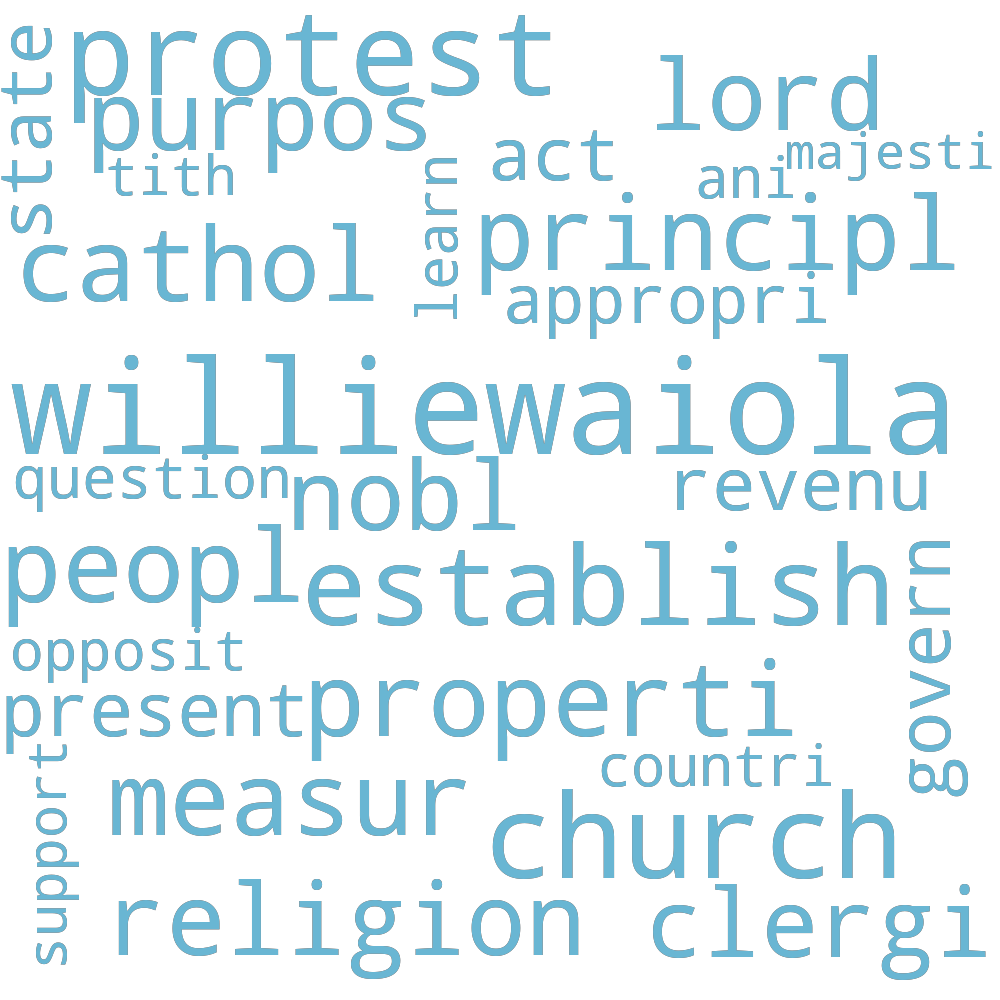 protest
state
purpos
lord
tith
learn
act
ani
majesti
cathol
principl
appropri
williewaiola
question
nobl
revenu
peopl
establish
govern
opposit
present
properti
support
measur
countri
church
religion
clergi